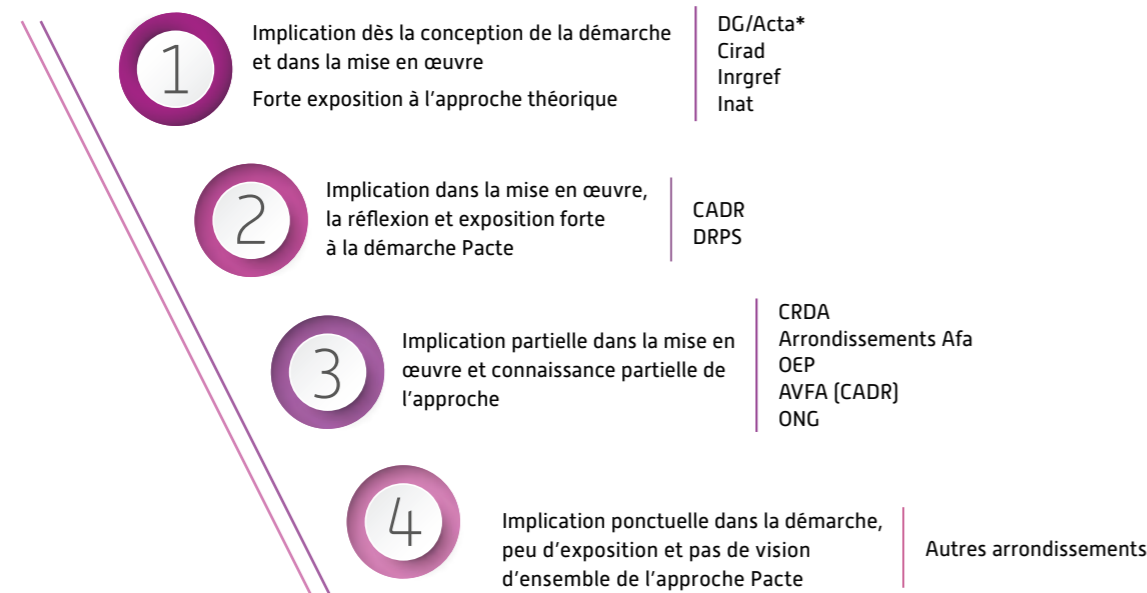 1
Implication dès la conception de la démarche
et dans la mise en œuvre
Forte exposition à l’approche théorique
DG/Acta*
Cirad
Inrgref
Inat
2
Implication dans la mise en œuvre,
la réflexion et exposition forte
à la démarche Pacte
CADR
DRPS
3
Implication partielle dans la mise en
œuvre et connaissance partielle de
l’approche
CRDA
Arrondissements Afa
OEP
AVFA (CADR)
ONG
4
Implication ponctuelle dans la démarche,
peu d’exposition et pas de vision
d’ensemble de l’approche Pacte
Autres arrondissements